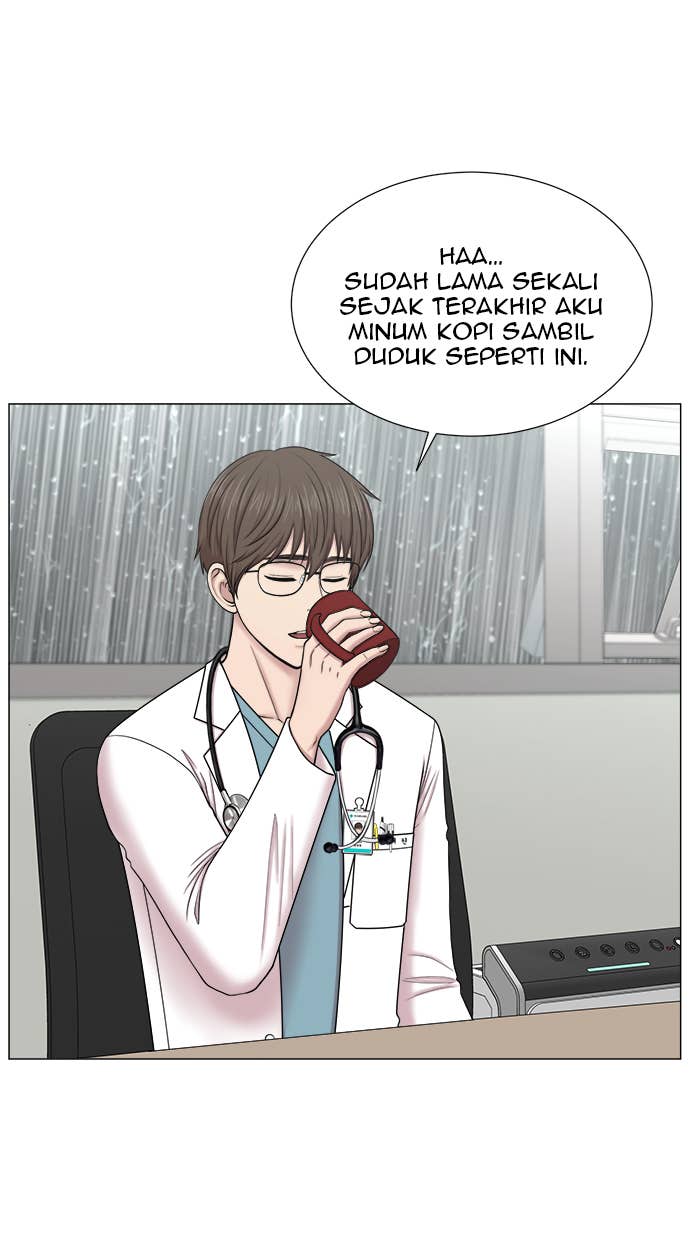 HAA...
SUDAH LAMA SEKALI
SEJAK TERAKHIR AKU
MINUM KOPI SAMBIL
DUDUK SEPERTI INI.